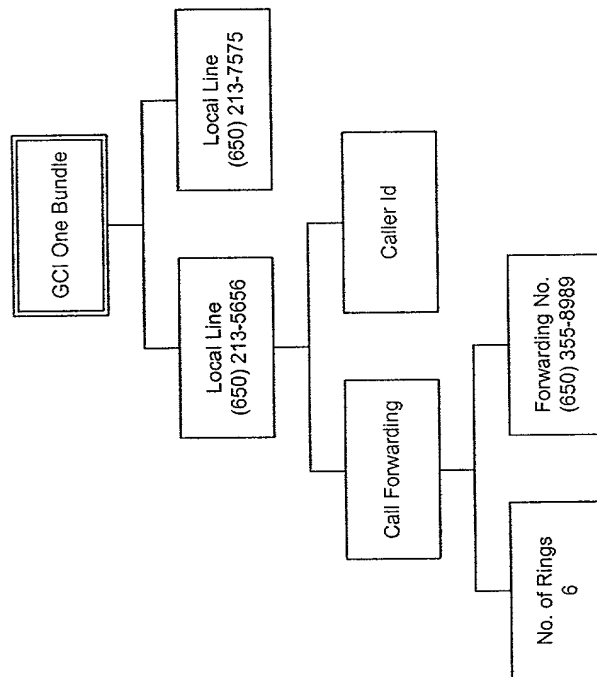 GCI One Bundle
Local Line
(650) 213-5656
Local Line
(650) 213-7575
Call Forwarding
Caller Id
No. of Rings
6
Forwarding No.
(650) 355-8989